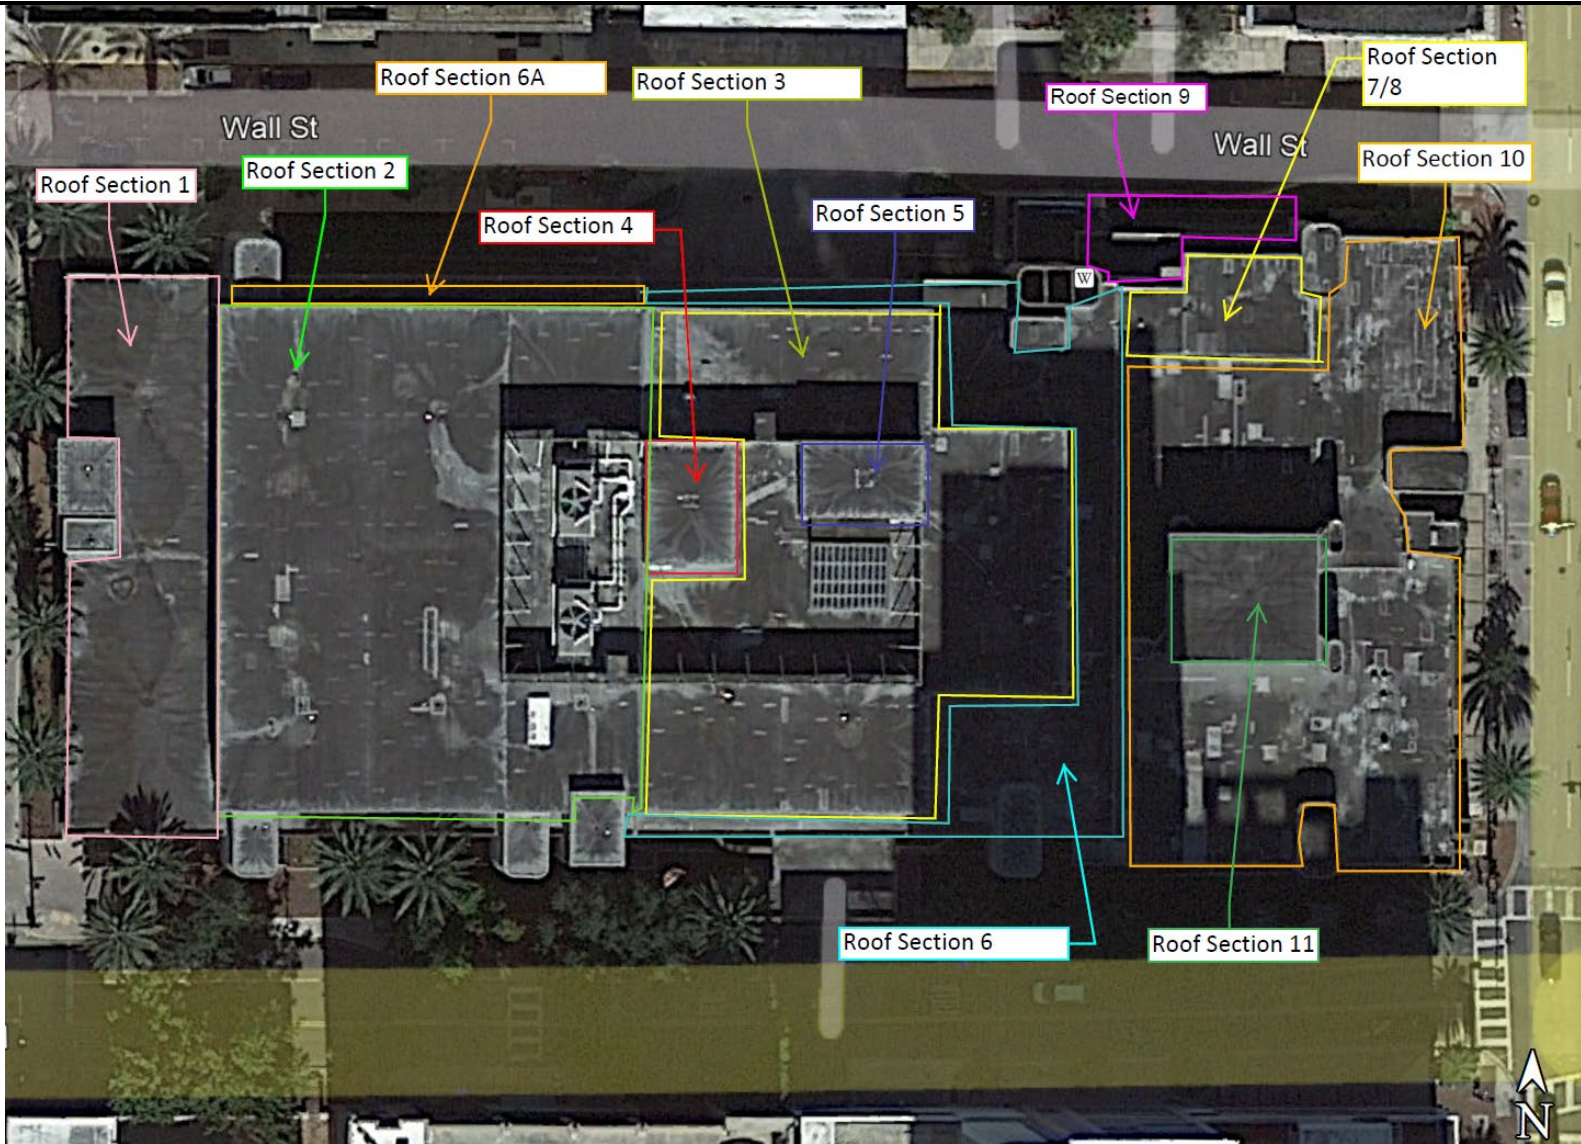 Roof Section 6A
Roof Section 3
Roof Section
7/8
Roof Section 9
Wall St
Wall St
Roof Section 10
Roof Section 2
Roof Section 1
Roof Section 4
Roof Section 5
W
Roof Section 6
Roof Section 11
N